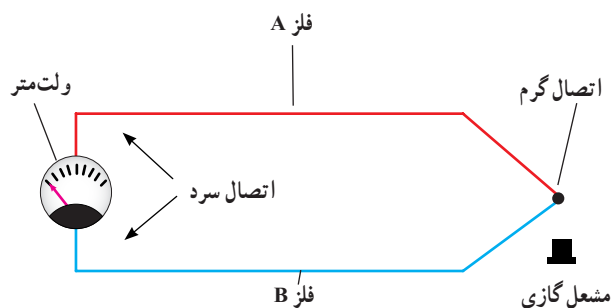 فلز A
ولت‌متر
اتصال گرم
اتصال سرد
فلز B
مشعل گازی